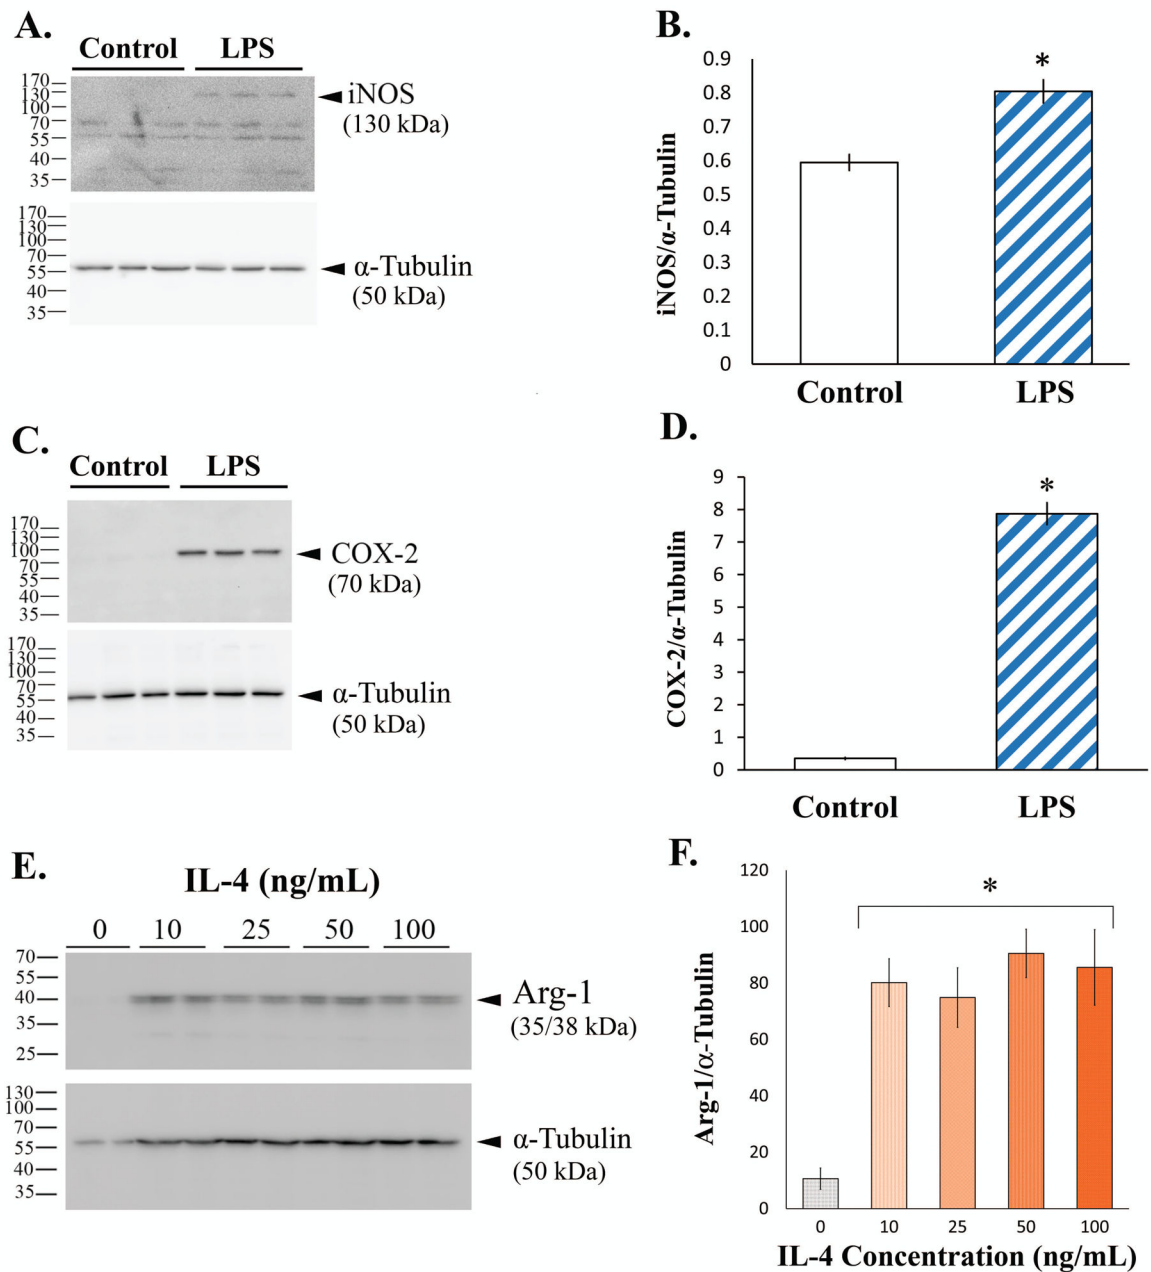 A.
Control LPS
170
130
100
70
55
40
35
iNOS
(130 kDa)
170
130
100
70
55
40
35
α-Tubulin
(50 kDa)
B.
iNOS/α-Tubulin
0.9
0.8
0.7
0.6
0.5
0.4
0.3
0.2
0.1
0
*
Control LPS
C.
Control LPS
170
130
100
70
55
40
35
COX-2
(70 kDa)
170
130
100
70
55
40
35
α-Tubulin
(50 kDa)
D.
COX-2/α-Tubulin
9
8
7
6
5
4
3
2
1
0
*
Control LPS
E.
IL-4 (ng/mL)
0 10 25 50 100
70
55
40
35
25
Arg-1
(35/38 kDa)
130
100
70
55
40
35
α-Tubulin
(50 kDa)
F.
Arg-1/α-Tubulin
120
100
80
60
40
20
0
*
0 10 25 50 100
IL-4 Concentration (ng/mL)